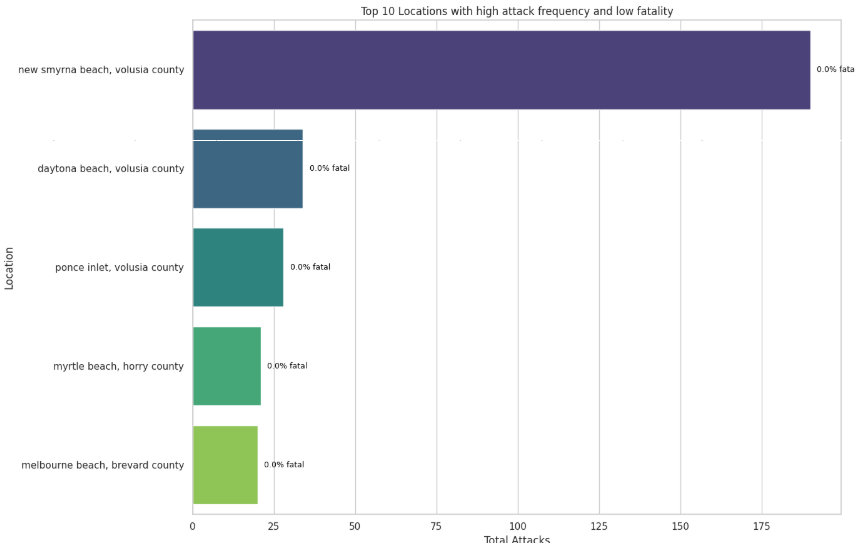 Top 10 Locations with high attack frequency and low fatality
new smyrna beach, volusia county
0.0% fata
daytona beach, volusia county
0.0% fatal
ponce inlet, volusia county
0.0% fatal
myrtle beach, horry county
0.0% fatal
melbourne beach, brevard county
0.0% fatal
Location
0 25 50 75 100 125 150 175
Total Attacks